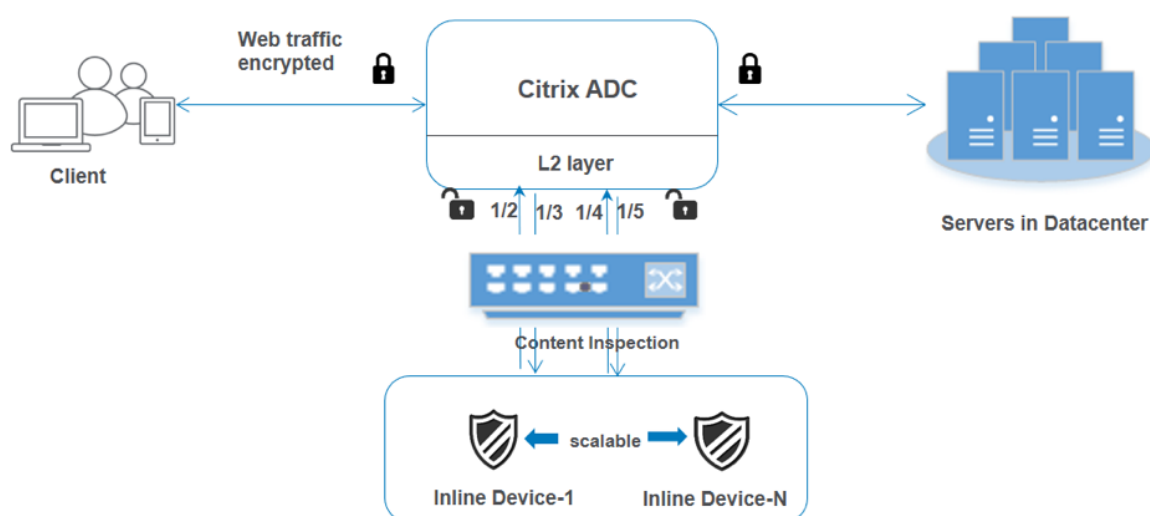 Web traffic
encrypted
Citrix ADC
L2 layer
Client
1/2 1/3 1/4 1/5
Servers in Datacenter
Content Inspection
scalable
Inline Device-1
Inline Device-N